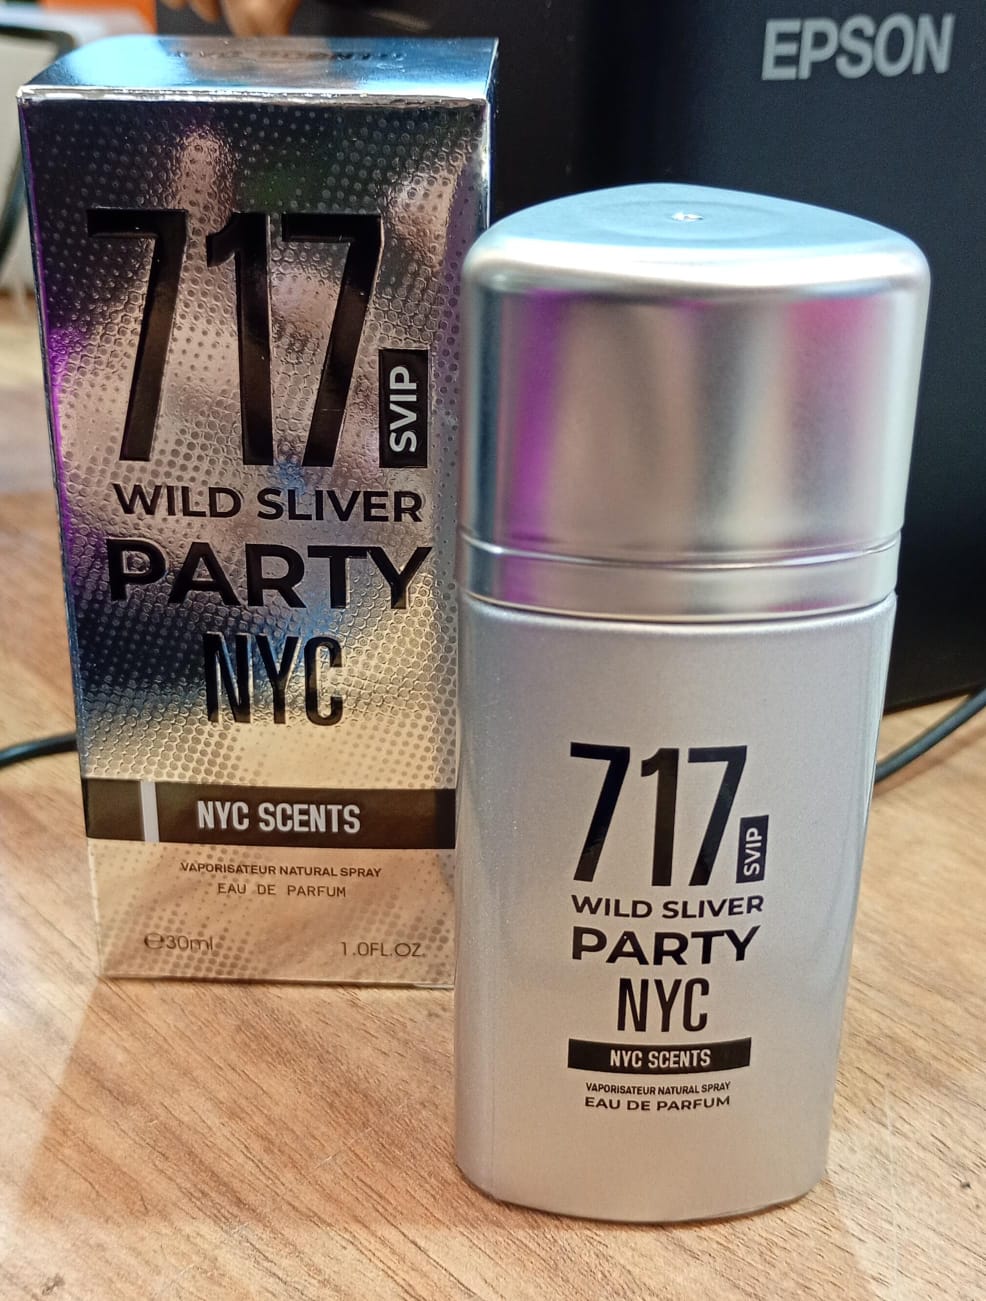 EPSON
717
SVIP
WILD SLIVER
PARTY
NYC
NYC SCENTS
VAPORISATEUR NATURAL SPRAY
EAU DE PARFUM
℮30ml 1.0FL.OZ.
717
SVIP
WILD SLIVER
PARTY
NYC
NYC SCENTS
VAPORISATEUR NATURAL SPRAY
EAU DE PARFUM